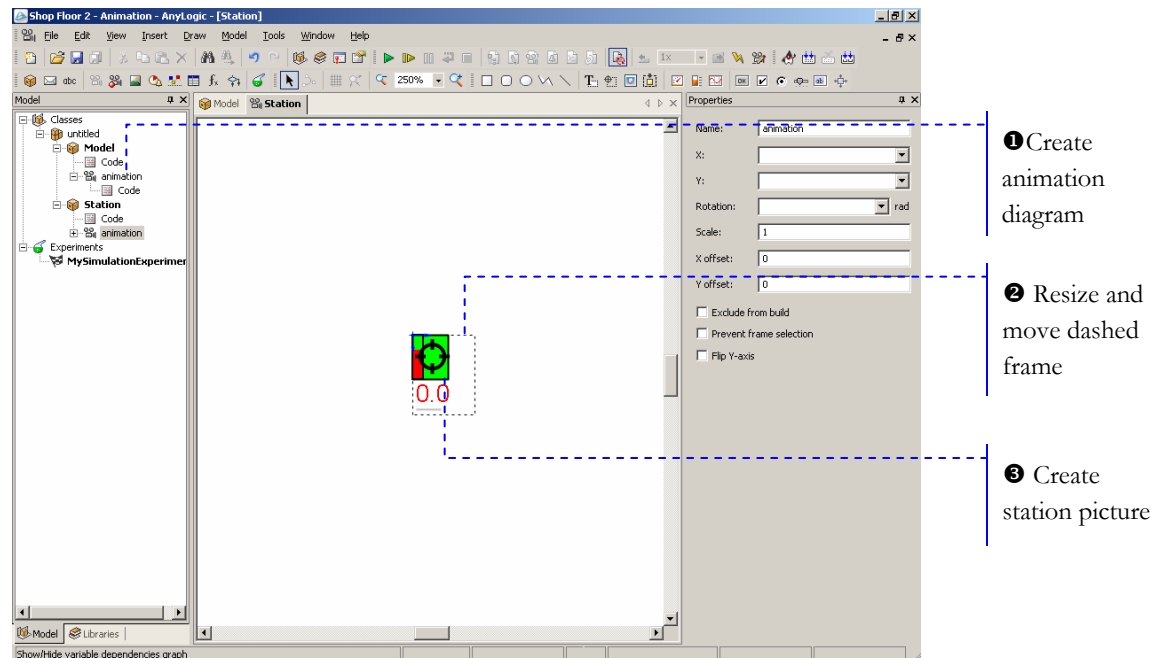 Shop Floor 2 - Animation - AnyLogic - [Station]
File Edit View Insert Draw Model Tools Window Help
1x
abc
250%
Model
Model Station
Properties
Classes
untitled
Model
Code
animation
Code
Station
Code
animation
Experiments
MySimulationExperimer
0.0
Name: animation
X:
Y:
Rotation: rad
Scale: 1
X offset: 0
Y offset: 0
Exclude from build
Prevent frame selection
Flip Y-axis
❶Create
animation
diagram
❷ Resize and
move dashed
frame
❸ Create
station picture
Model Libraries
Show/Hide variable dependencies graph